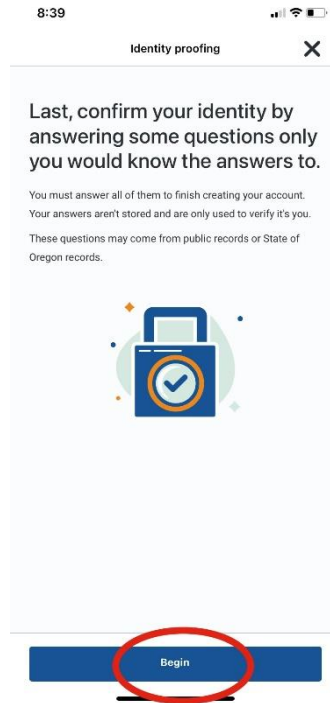 8:39
Identity proofing
Last, confirm your identity by
answering some questions only
you would know the answers to.
You must answer all of them to finish creating your account.
Your answers aren't stored and are only used to verify it's you.
These questions may come from public records or State of
Oregon records.
Begin